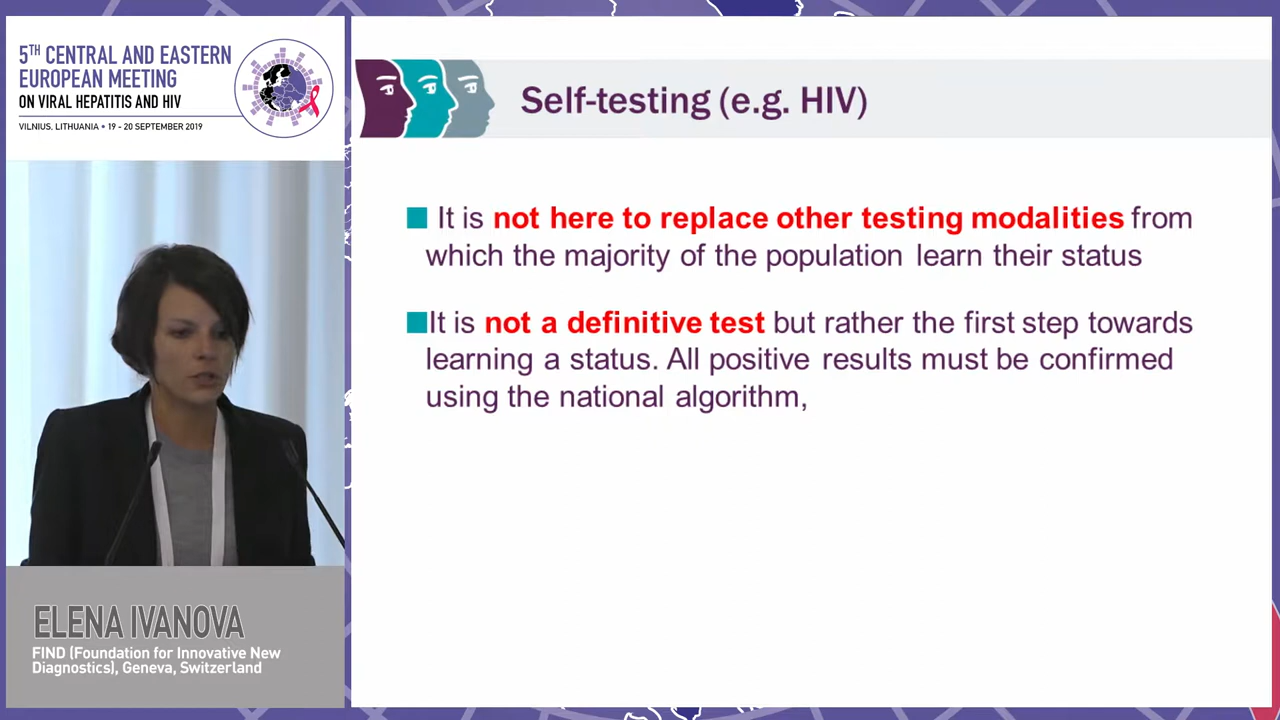 5TH CENTRAL AND EASTERN
EUROPEAN MEETING
ON VIRAL HEPATITIS AND HIV
VILNIUS, LITHUANIA • 19 - 20 SEPTEMBER 2019
Self-testing (e.g. HIV)
It is not here to replace other testing modalities from
which the majority of the population learn their status
It is not a definitive test but rather the first step towards
learning a status. All positive results must be confirmed
using the national algorithm,
ELENA IVANOVA
FIND (Foundation for Innovative New
Diagnostics), Geneva, Switzerland